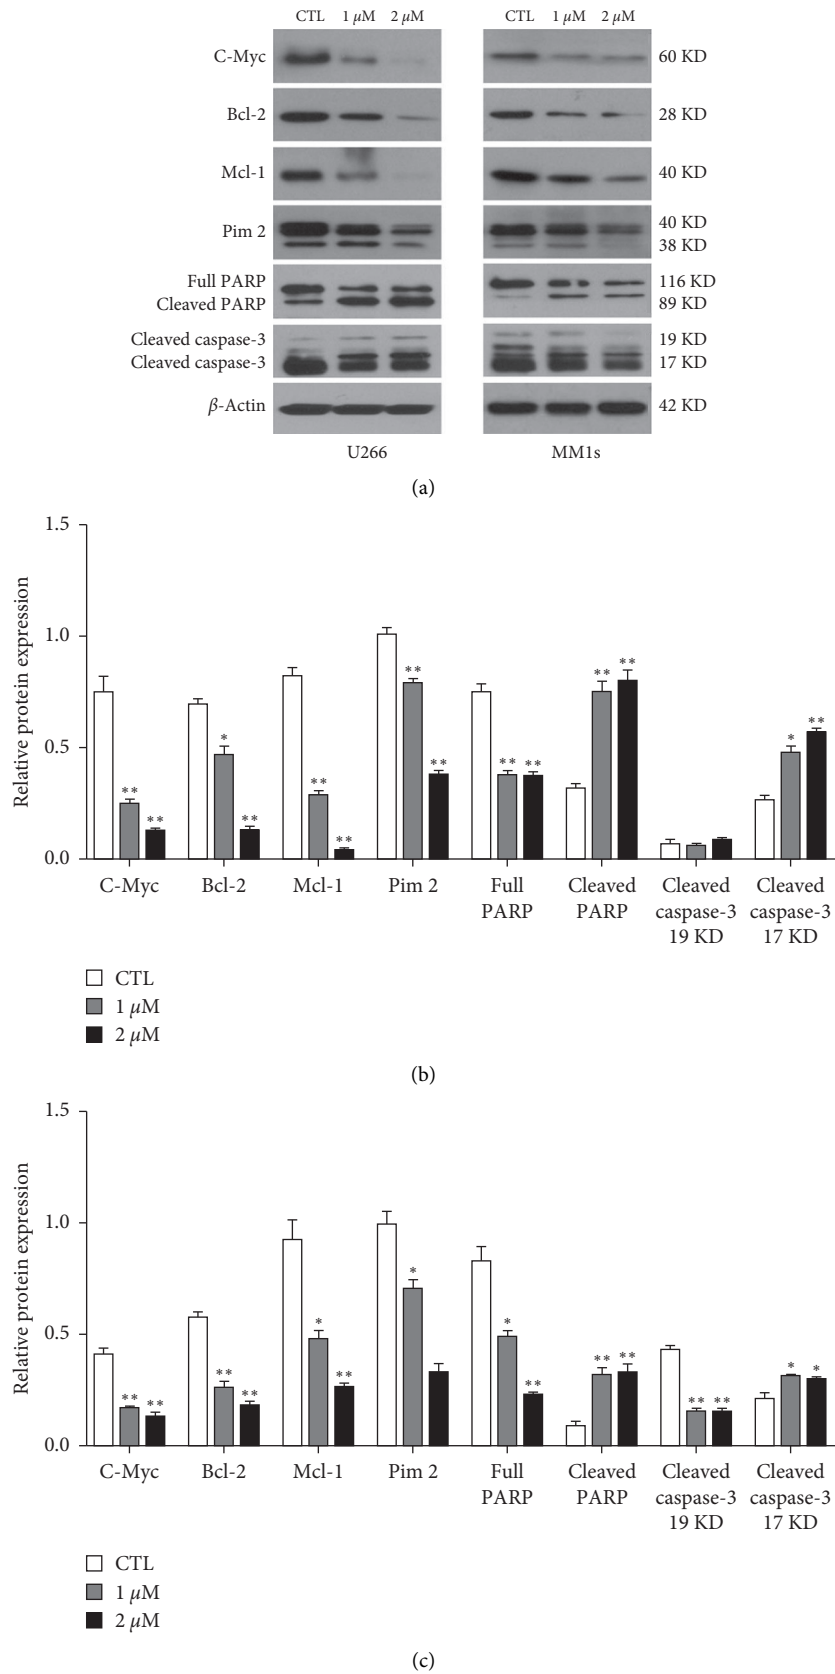 CTL 1 μM 2 μM CTL 1 μM 2 μM
C-Myc 60 KD
Bcl-2 28 KD
Mcl-1 40 KD
Pim 2 40 KD
38 KD
Full PARP 116 KD
Cleaved PARP 89 KD
Cleaved caspase-3 19 KD
Cleaved caspase-3 17 KD
β-Actin 42 KD
U266 MM1s
(a)
Relative protein expression
1.5
1.0
0.5
0.0
** ** * ** ** ** ** ** ** ** ** ** * **
C-Myc Bcl-2 Mcl-1 Pim 2 Full Cleaved Cleaved Cleaved
PARP PARP caspase-3 caspase-3
19 KD 17 KD
CTL
1 μM
2 μM
(b)
Relative protein expression
1.5
1.0
0.5
0.0
** ** ** ** * ** * * ** ** ** ** ** * *
C-Myc Bcl-2 Mcl-1 Pim 2 Full Cleaved Cleaved Cleaved
PARP PARP caspase-3 caspase-3
19 KD 17 KD
CTL
1 μM
2 μM
(c)